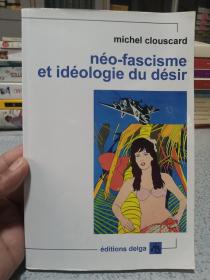 michel clouscard
néo-fascisme
et idéologie du désir
éditions delga